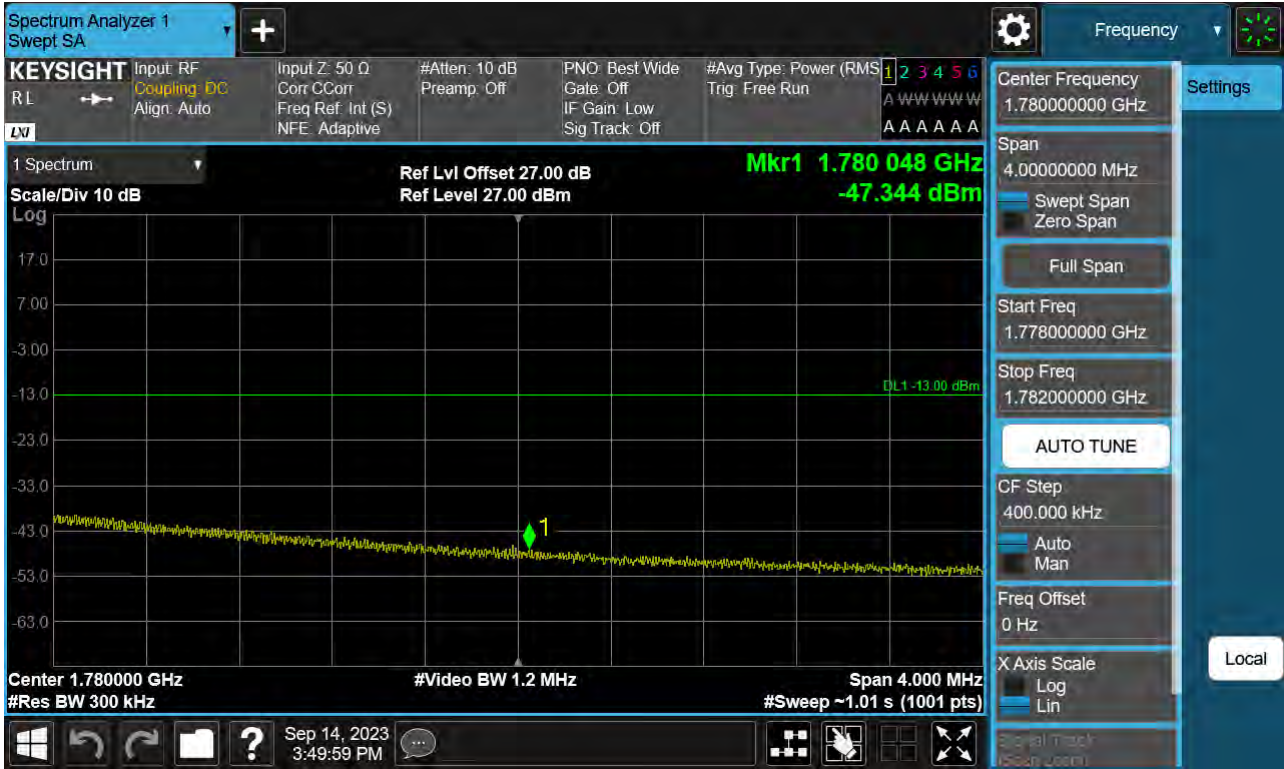 Spectrum Analyzer 1
Swept SA
Frequency
KEYSIGHT
RL
LXI
Input: RF
Coupling: DC
Align: Auto
Input Z: 50 Ω
Corr CCorr
Freq Ref: Int (S)
NFE: Adaptive
#Atten: 10 dB
Preamp: Off
PNO: Best Wide
Gate: Off
IF Gain: Low
Sig Track: Off
#Avg Type: Power (RMS
Trig: Free Run
1 2 3 4 5 6
A W W W W W
A A A A A A
1 Spectrum
Scale/Div 10 dB
Ref Lvl Offset 27.00 dB
Ref Level 27.00 dBm
Mkr1 1.780 048 GHz
-47.344 dBm
Log
17.0
7.00
-3.00
-13.0
-23.0
-33.0
-43.0
-53.0
-63.0
DL1 -13.00 dBm
1
Center 1.780000 GHz
#Video BW 1.2 MHz
Span 4.000 MHz
#Res BW 300 kHz
#Sweep ~1.01 s (1001 pts)
Center Frequency
1.780000000 GHz
Span
4.00000000 MHz
Swept Span
Zero Span
Full Span
Start Freq
1.778000000 GHz
Stop Freq
1.782000000 GHz
AUTO TUNE
CF Step
400.000 kHz
Auto
Man
Freq Offset
0 Hz
X Axis Scale
Log
Lin
Signal Track
(Span Zoom)
Settings
Local
?
Sep 14, 2023
3:49:59 PM